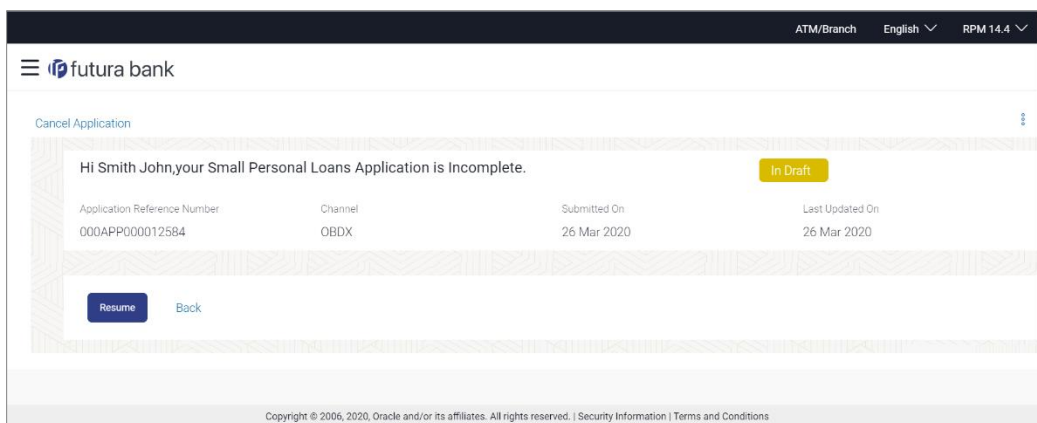 ATM/Branch English RPM 14.4
futura bank
Cancel Application
Hi Smith John,your Small Personal Loans Application is Incomplete. In Draft
Application Reference Number Channel Submitted On Last Updated On
000APP000012584 OBDX 26 Mar 2020 26 Mar 2020
Resume Back
Copyright © 2006, 2020, Oracle and/or its affiliates. All rights reserved. | Security Information | Terms and Conditions